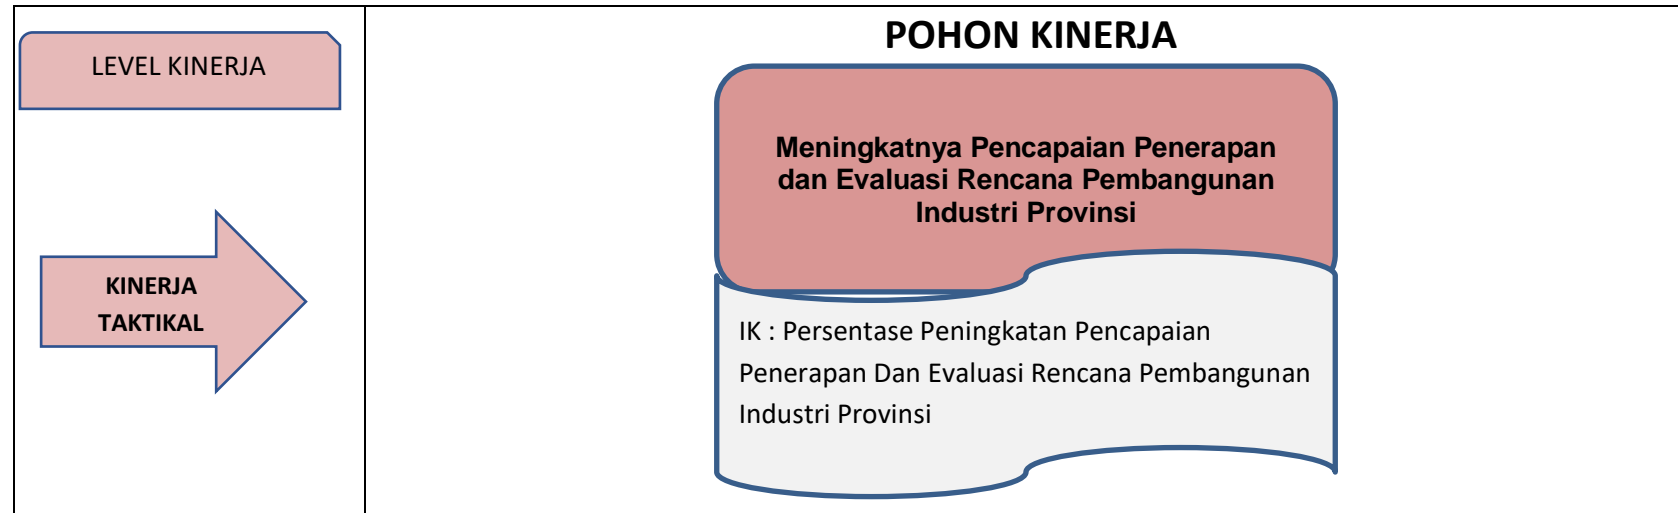 LEVEL KINERJA
KINERJA
TAKTIKAL
POHON KINERJA
Meningkatnya Pencapaian Penerapan
dan Evaluasi Rencana Pembangunan
Industri Provinsi
IK : Persentase Peningkatan Pencapaian
Penerapan Dan Evaluasi Rencana Pembangunan
Industri Provinsi